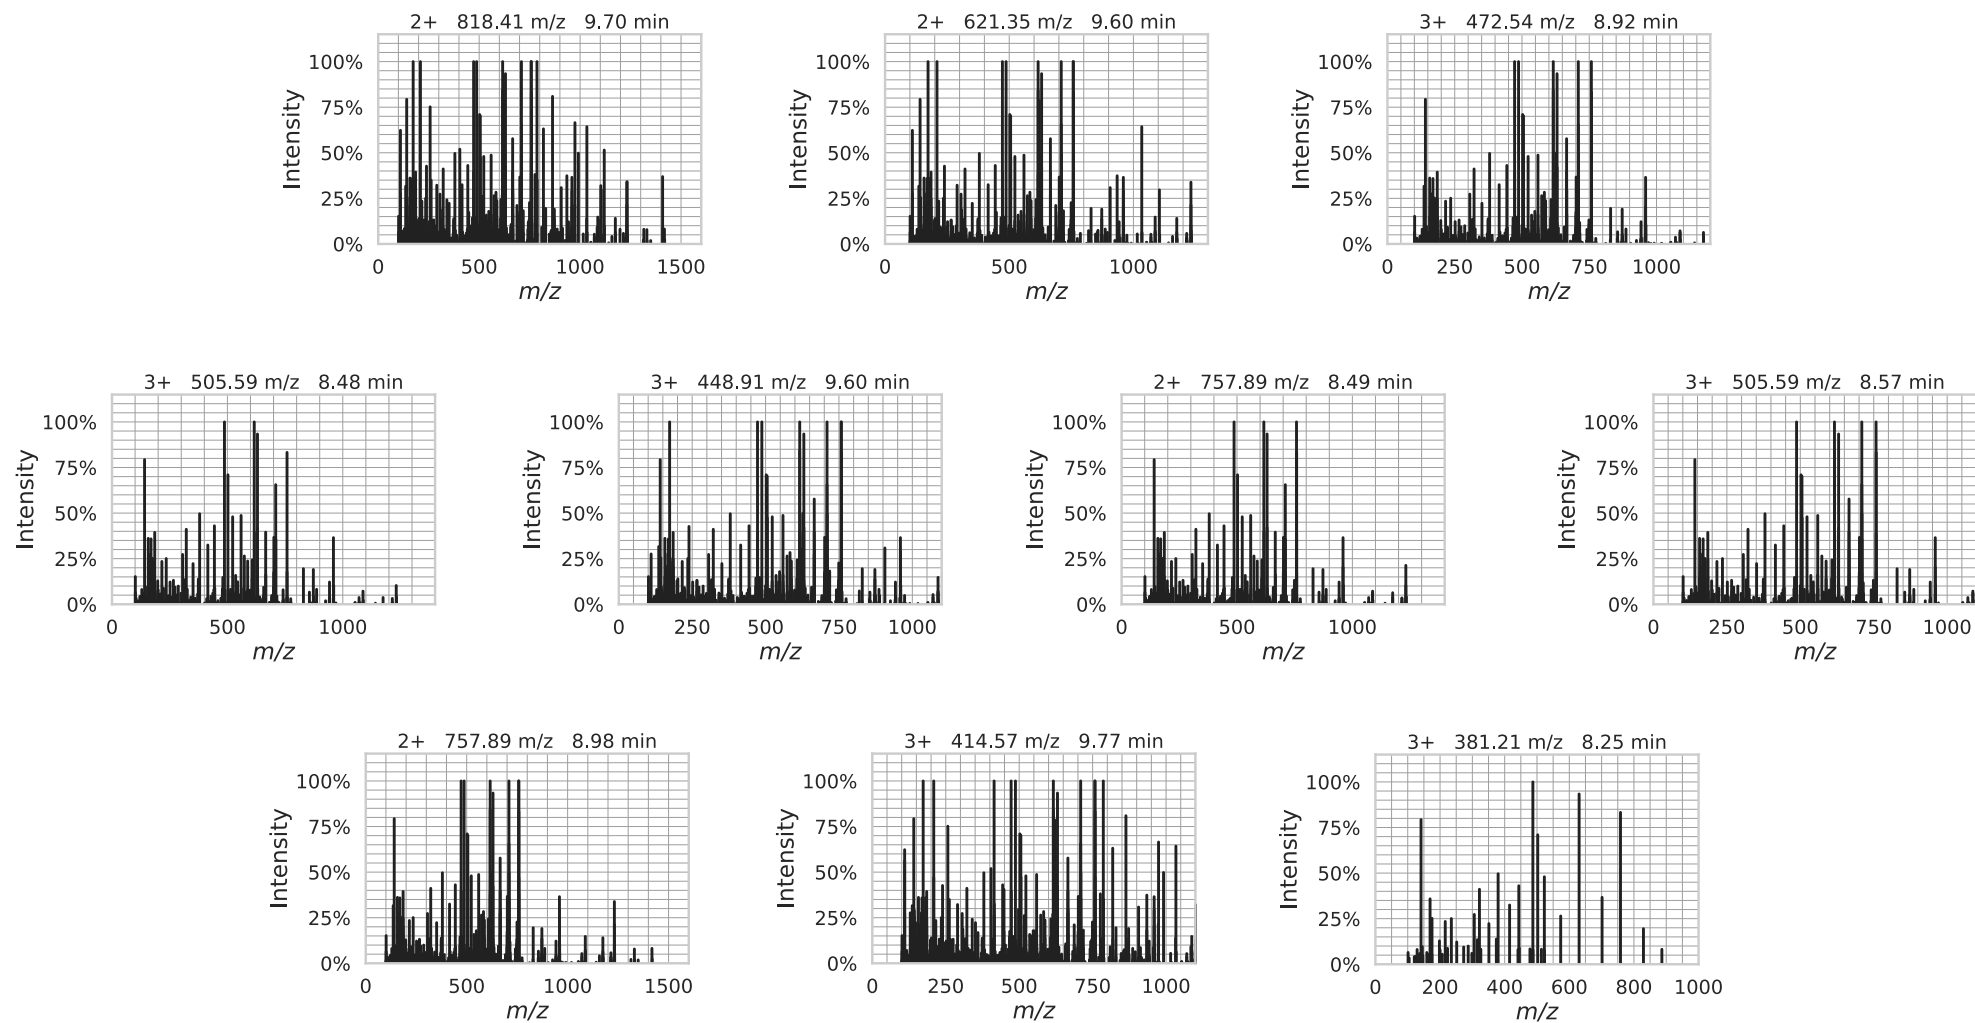 2+ 818.41 m/z 9.70 min
2+ 621.35 m/z 9.60 min
3+ 472.54 m/z 8.92 min
Intensity
100%
75%
50%
25%
0%
0 500 1000 1500
m/z
Intensity
100%
75%
50%
25%
0%
0 500 1000
m/z
Intensity
100%
75%
50%
25%
0%
0 250 500 750 1000
m/z
3+ 505.59 m/z 8.48 min
3+ 448.91 m/z 9.60 min
2+ 757.89 m/z 8.49 min
3+ 505.59 m/z 8.57 min
Intensity
100%
75%
50%
25%
0%
0 500 1000
m/z
Intensity
100%
75%
50%
25%
0%
0 250 500 750 1000
m/z
Intensity
100%
75%
50%
25%
0%
0 500 1000
m/z
Intensity
100%
75%
50%
25%
0%
0 250 500 750 1000
m/z
2+ 757.89 m/z 8.98 min
3+ 414.57 m/z 9.77 min
3+ 381.21 m/z 8.25 min
Intensity
100%
75%
50%
25%
0%
0 500 1000 1500
m/z
Intensity
100%
75%
50%
25%
0%
0 250 500 750 1000
m/z
Intensity
100%
75%
50%
25%
0%
0 200 400 600 800 1000
m/z